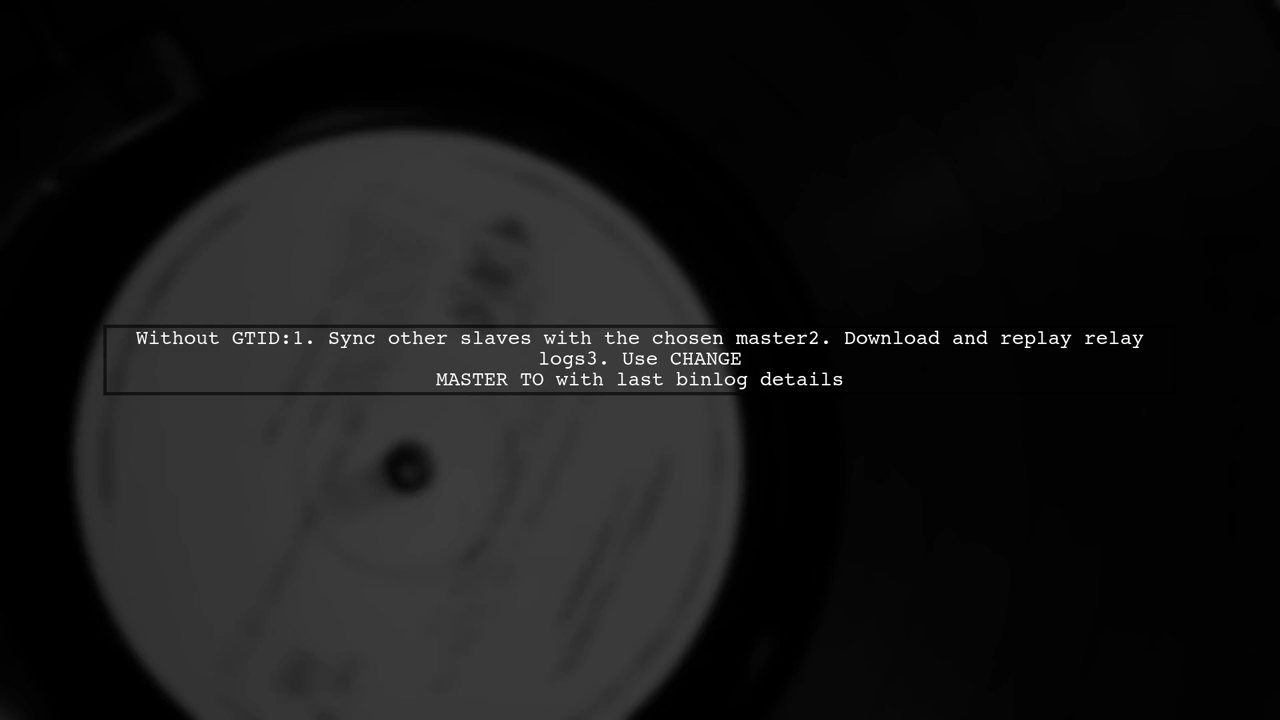 Without GTID:1. Sync other slaves with the chosen master2. Download and replay relay
logs3. Use CHANGE
MASTER TO with last binlog details